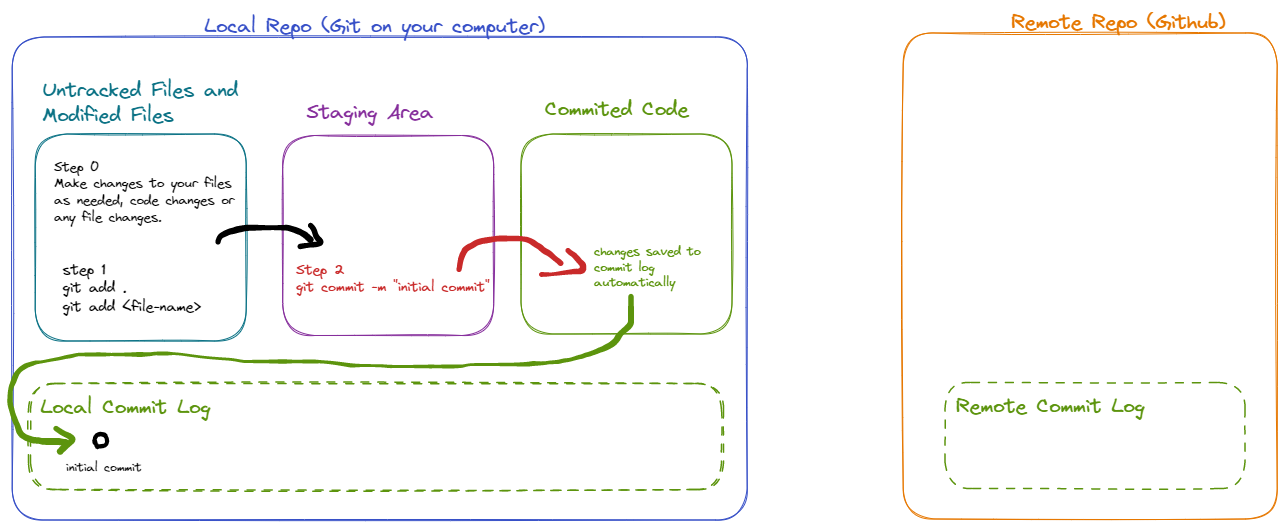 Local Repo (Git on your computer)
Remote Repo (Github)
Untracked Files and
Modified Files
Staging Area
Commited Code
Step 0
Make changes to your files
as needed, code changes or
any file changes.
step 1
git add .
git add <file-name>
Step 2
git commit -m "initial commit"
changes saved to
commit log
automatically
Local Commit Log
initial commit
Remote Commit Log